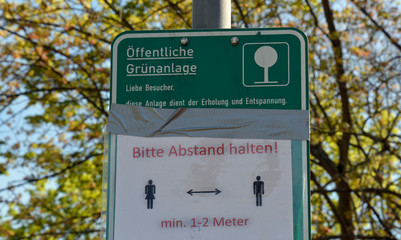 Öffentliche
Grünanlage
Liebe Besucher,
diese Anlage dient der Erholung und Entspannung.
Bitte Abstand halten!
min. 1-2 Meter